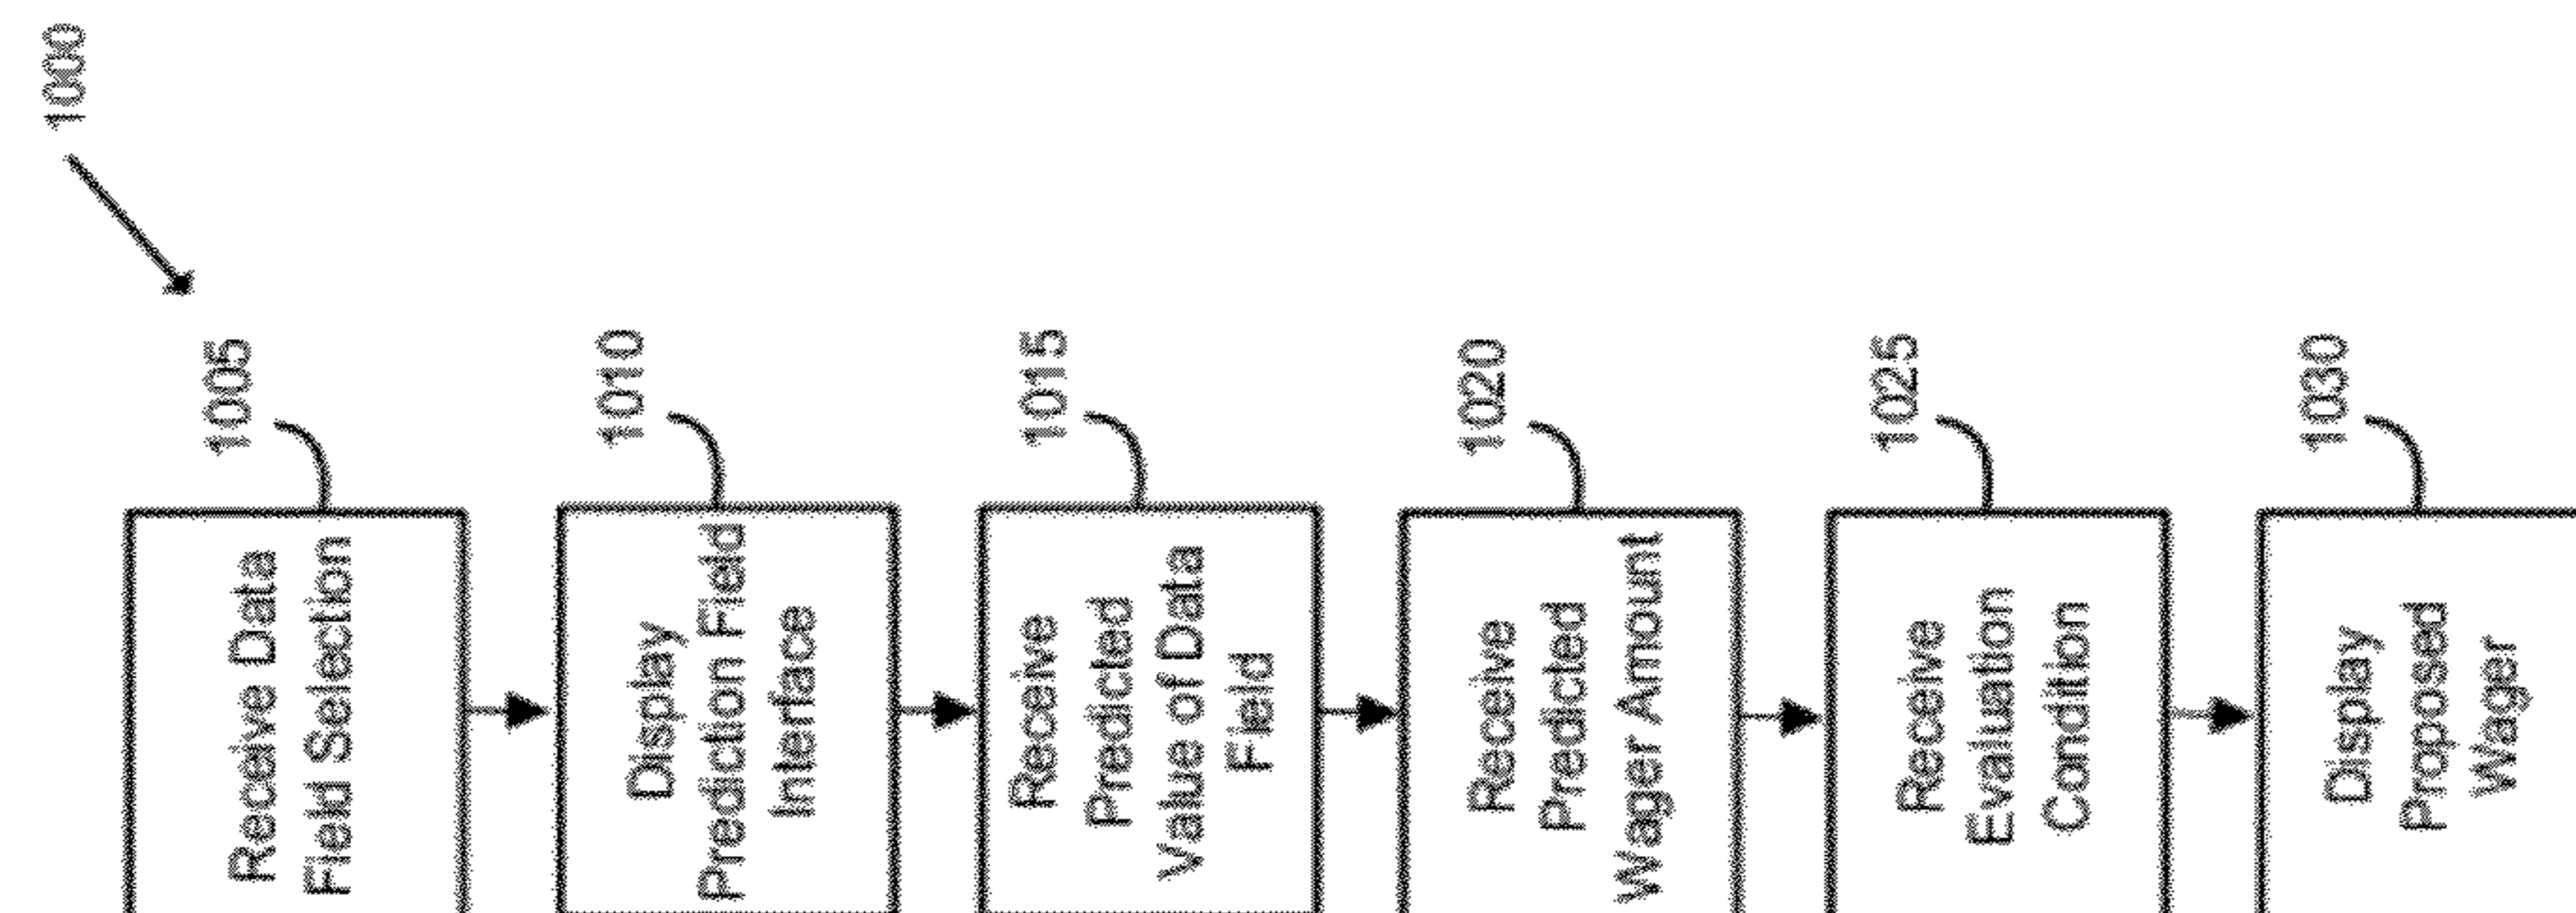 1000
1005
Receive Data
Field Selection
1010
Display
Prediction Field
Interface
1015
Receive
Predicted
Value of Data
Field
1020
Receive
Predicted
Wager Amount
1025
Receive
Evaluation
Condition
1030
Display
Proposed
Wager